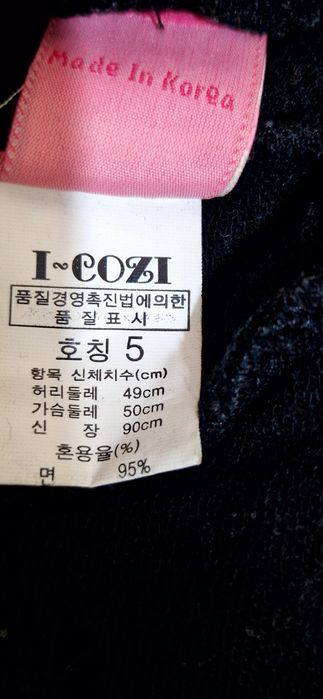 Made In Korea
I~COZI
품질경영촉진법에의한
품 질 표 시
호칭 5
항목 신체치수(cm)
허리둘레 49cm
가슴둘레 50cm
신 장 90cm
혼용율(%)
면 95%